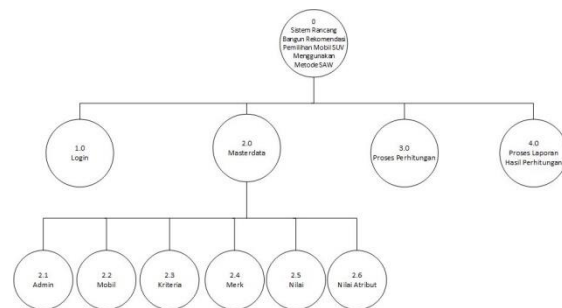 0
Sistem Rancang
Bangun Rekomendasi
Pemilihan Mobil SUV
Menggunakan
Metode SAW
1.0
Login
2.0
Masterdata
3.0
Proses Perhitungan
4.0
Proses Laporan
Hasil Perhitungan
2.1
Admin
2.2
Mobil
2.3
Kriteria
2.4
Merk
2.5
Nilai
2.6
Nilai Atribut